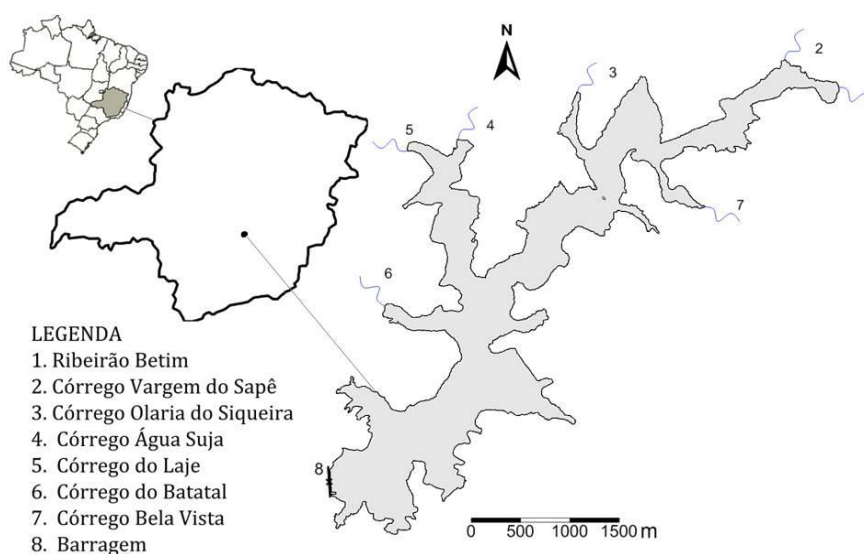 N
2
3
4
5
7
6
LEGENDA
1. Ribeirão Betim
2. Córrego Vargem do Sapê
3. Córrego Olaria do Siqueira
4. Córrego Água Suja
5. Córrego do Laje
6. Córrego do Batatal
7. Córrego Bela Vista
8. Barragem
8
0 500 1000 1500 m